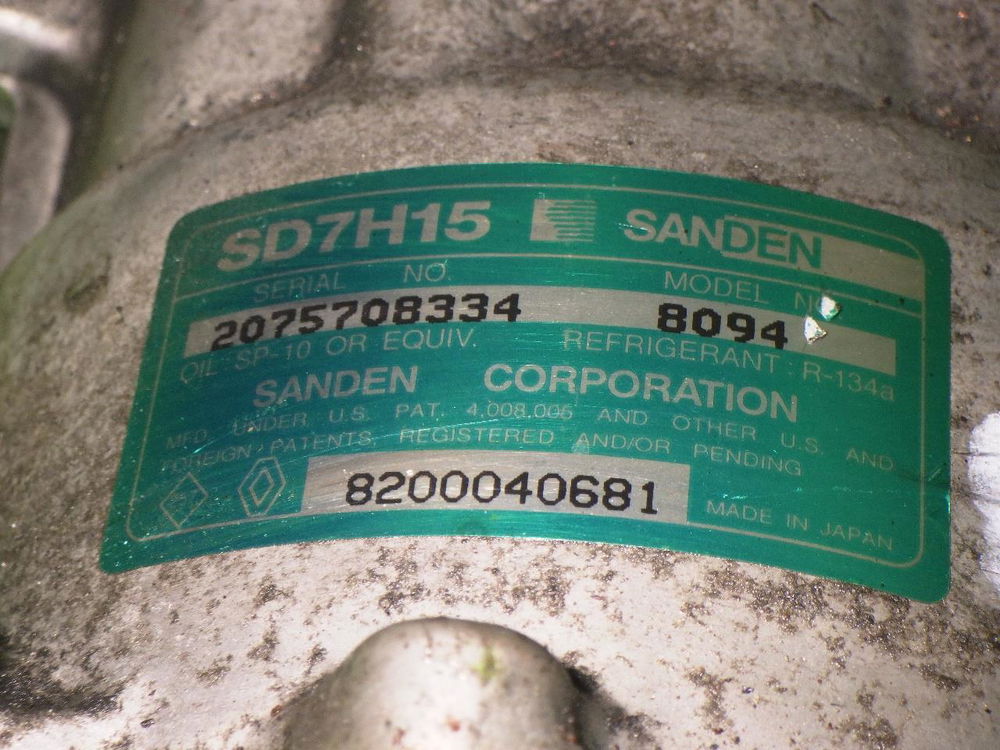 SD7H15 SANDEN
SERIAL NO. MODEL NO.
2075708334 8094
OIL SP-10 OR EQUIV. REFRIGERANT : R-134a
SANDEN CORPORATION
MFD. UNDER U.S. PAT. 4,008,005 AND OTHER U.S. AND
FOREIGN PATENTS, REGISTERED AND/OR PENDING
8200040681 MADE IN JAPAN